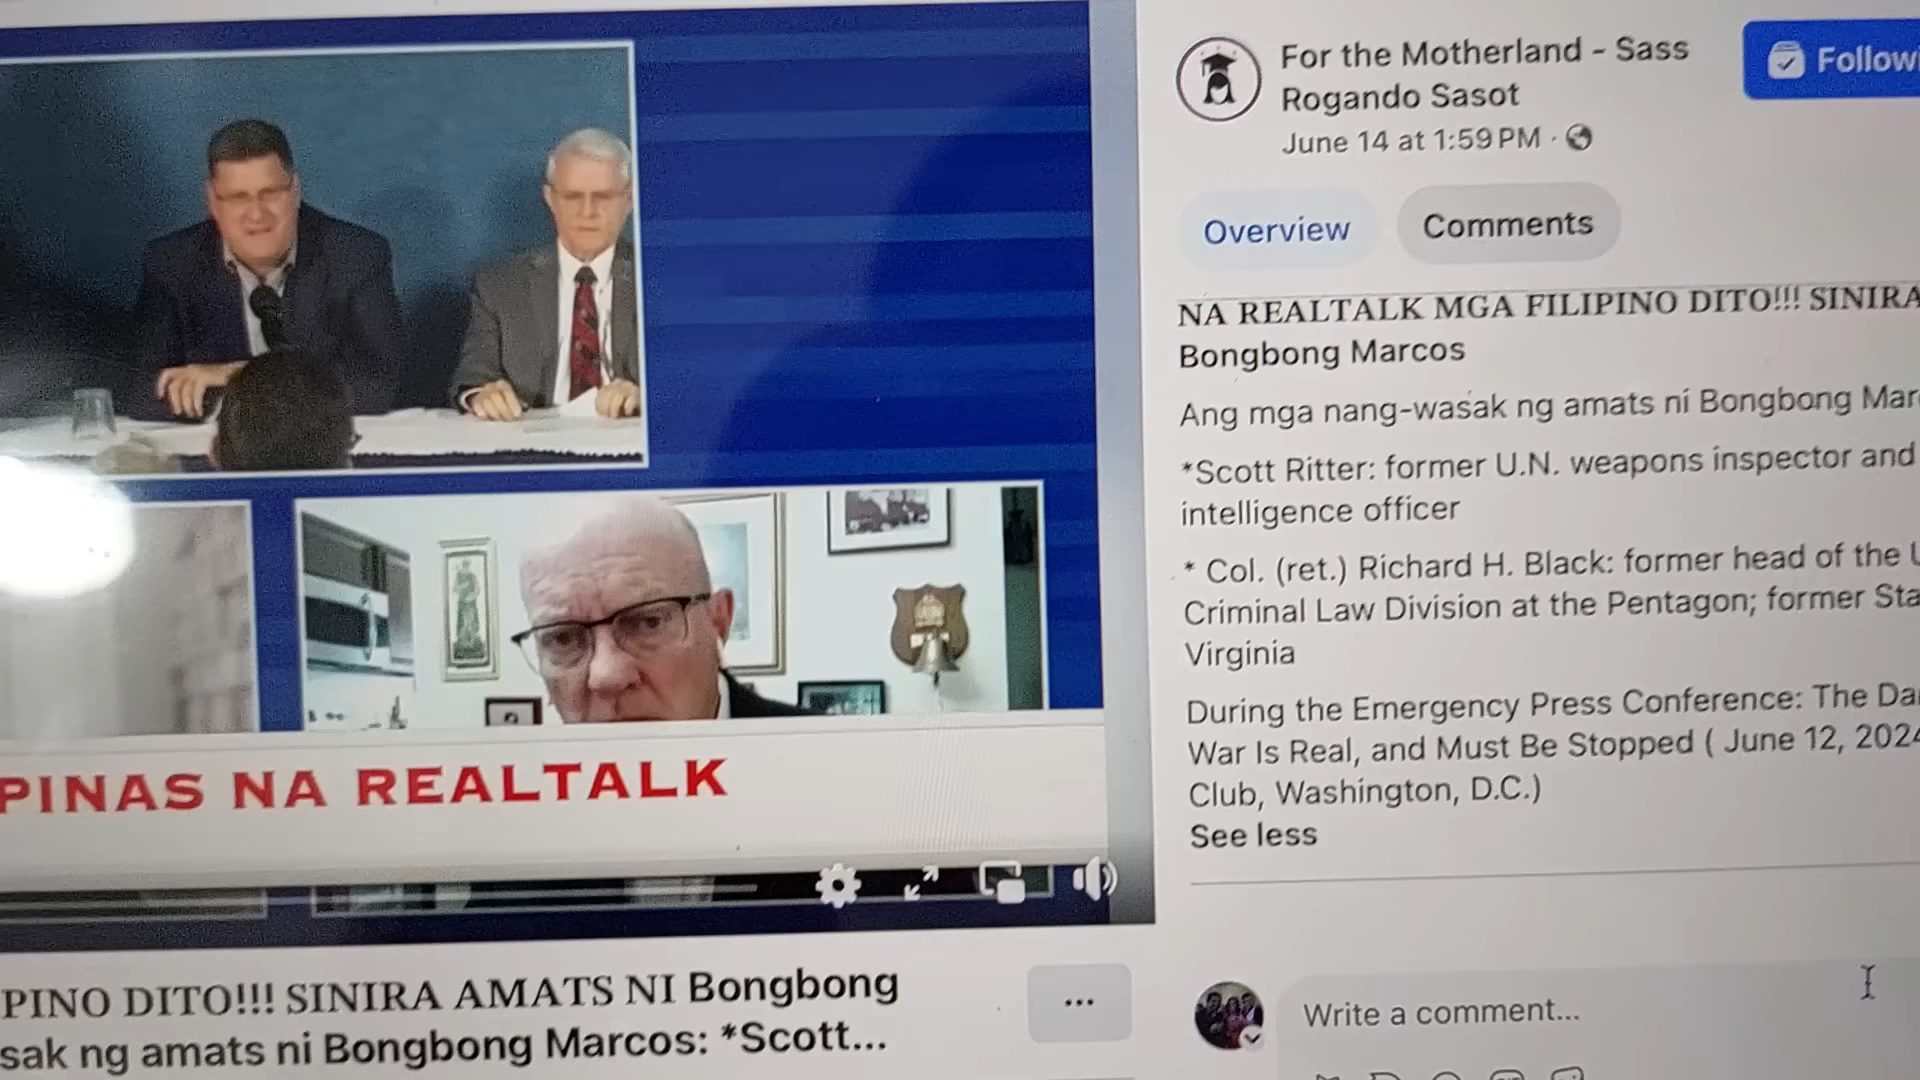 For the Motherland - Sass
Rogando Sasot
June 14 at 1:59 PM ·
Follow
Overview
Comments
NA REALTALK MGA FILIPINO DITO!!! SINIRA
Bongbong Marcos
Ang mga nang-wasak ng amats ni Bongbong
*Scott Ritter: former U.N. weapons inspector and
intelligence officer
* Col. (ret.) Richard H. Black: former head of the
Criminal Law Division at the Pentagon; former
Virginia
During the Emergency Press Conference: The
War Is Real, and Must Be Stopped ( June 12, 2024
Club, Washington, D.C.)
See less
PINAS NA REALTALK
PINO DITO!!! SINIRA AMATS NI Bongbong
sak ng amats ni Bongbong Marcos: *Scott...
...
Write a comment...